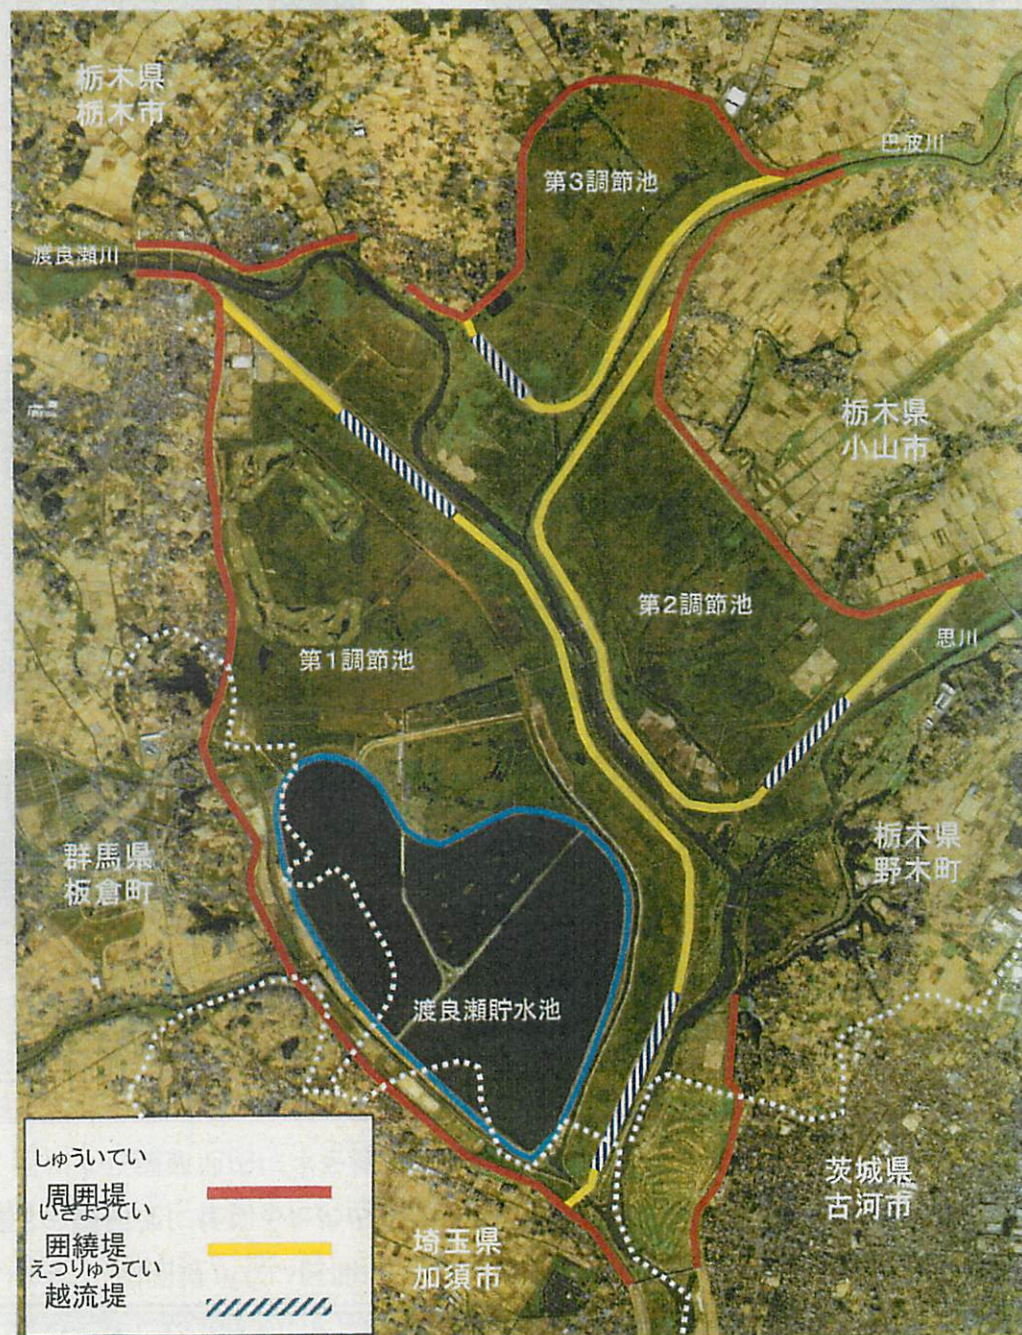 栃木県
栃木市
巴波川
第3調節池
渡良瀬川
栃木県
小山市
第2調節池
思川
第1調節池
栃木県
野木町
群馬県
板倉町
渡良瀬貯水池
茨城県
古河市
埼玉県
加須市
しゅういてい
周囲堤
いぎょうてい
囲繞堤
えつりゅうてい
越流堤